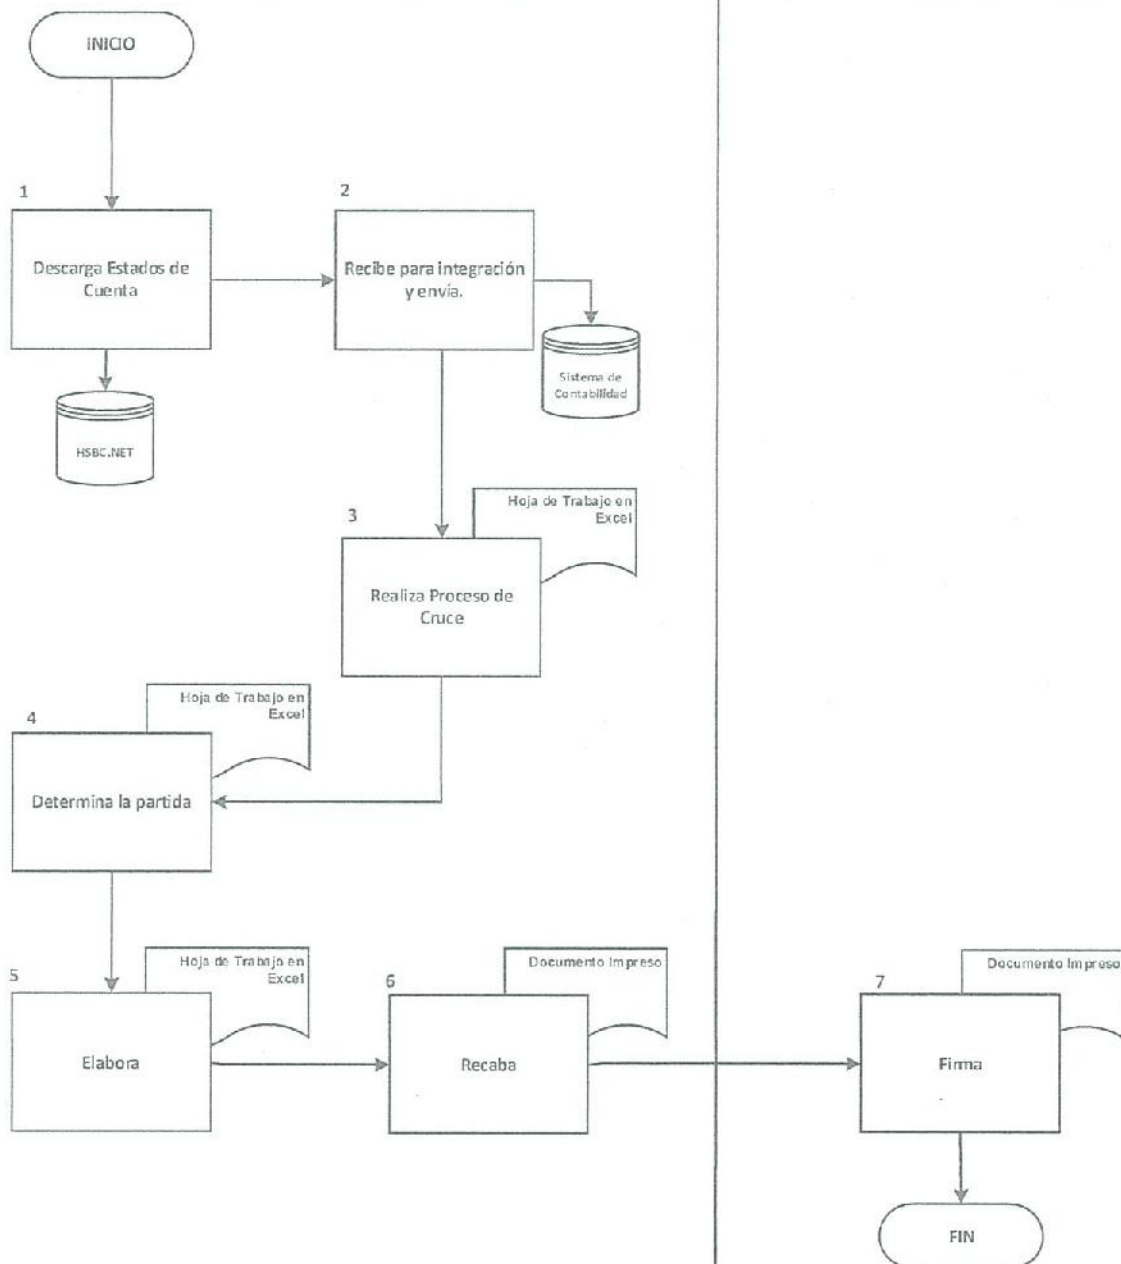 INICIO
1
Descarga Estados de
Cuenta
2
Recibe para integración
y envía.
HSBC.NET
Sistema de
Contabilidad
3
Hoja de Trabajo en
Excel
Realiza Proceso de
Cruce
4
Hoja de Trabajo en
Excel
Determina la partida
5
Hoja de Trabajo en
Excel
Elabora
6
Documento Impreso
Recaba
7
Documento Impreso
Firma
FIN